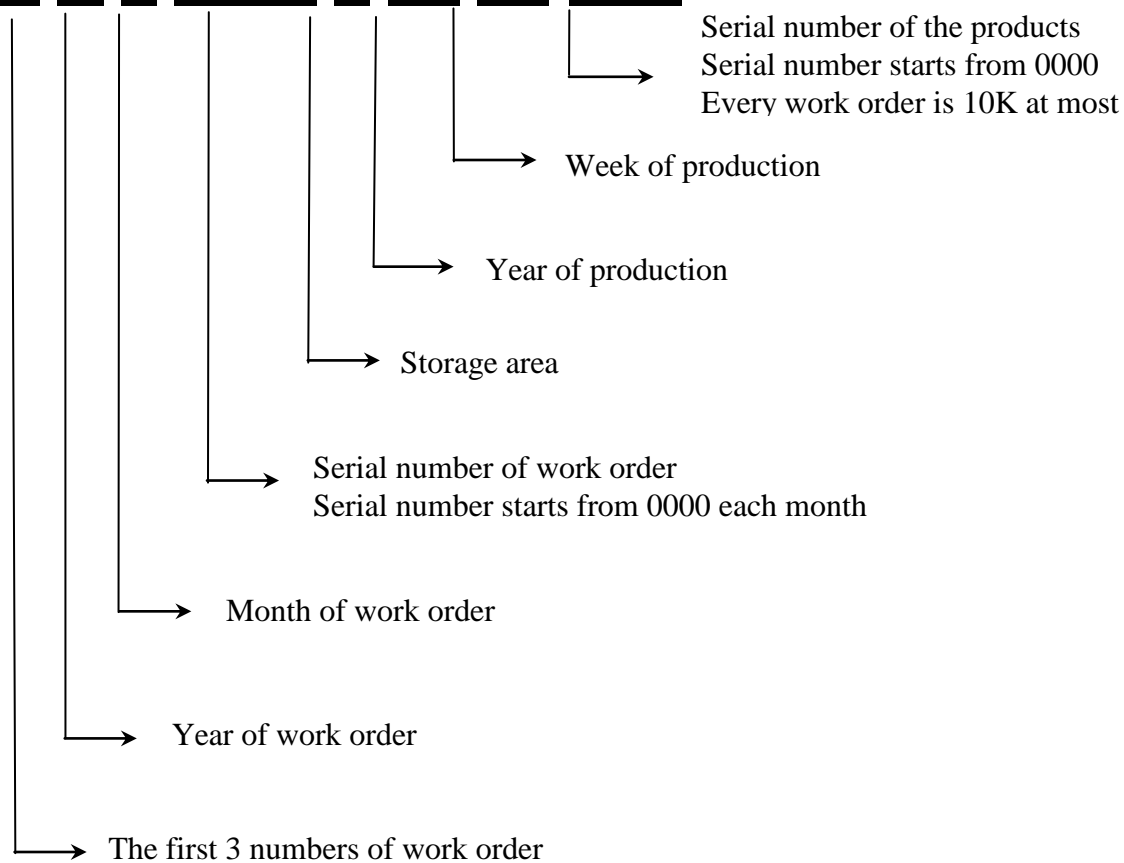 Serial number of the products
Serial number starts from 0000
Every work order is 10K at most
Week of production
Year of production
Storage area
Serial number of work order
Serial number starts from 0000 each month
Month of work order
Year of work order
The first 3 numbers of work order